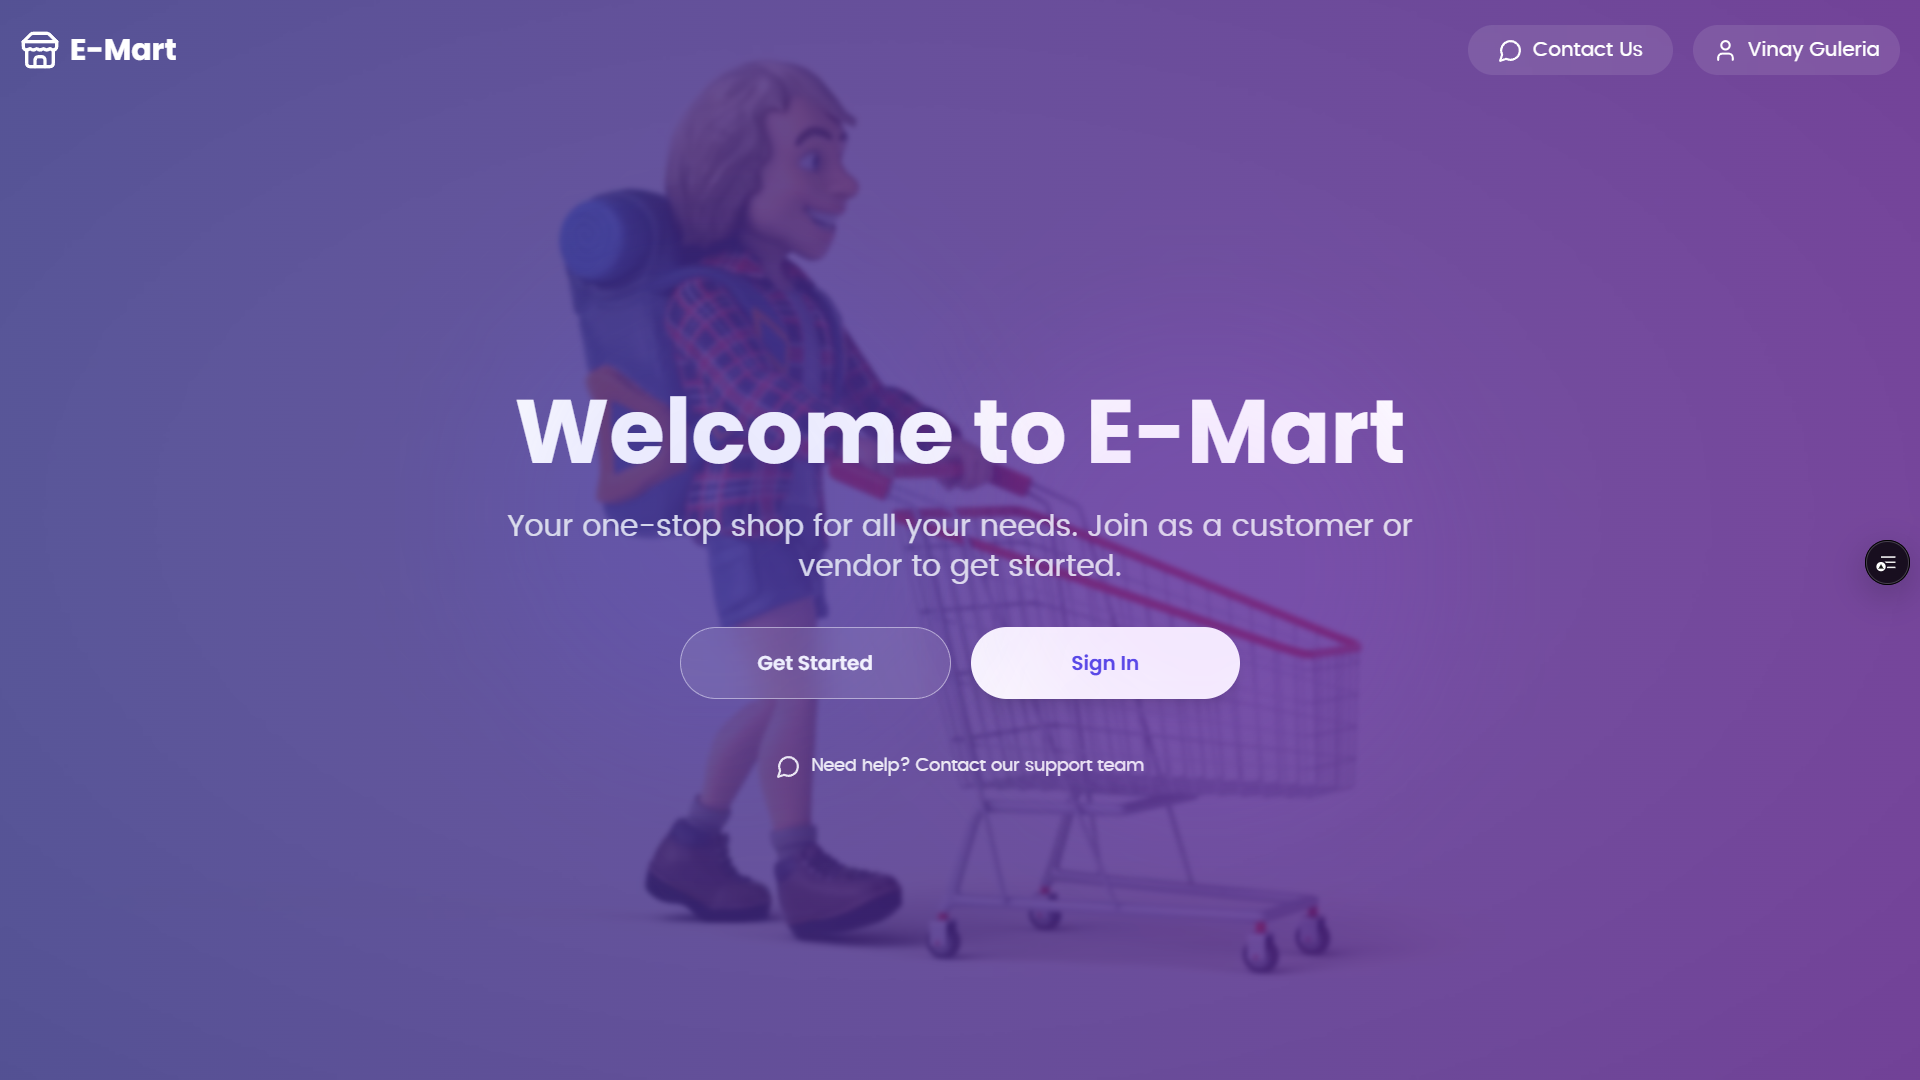 E-Mart
Contact Us
Vinay Guleria
Welcome to E-Mart
Your one-stop shop for all your needs. Join as a customer or
vendor to get started.
Get Started
Sign In
Need help? Contact our support team